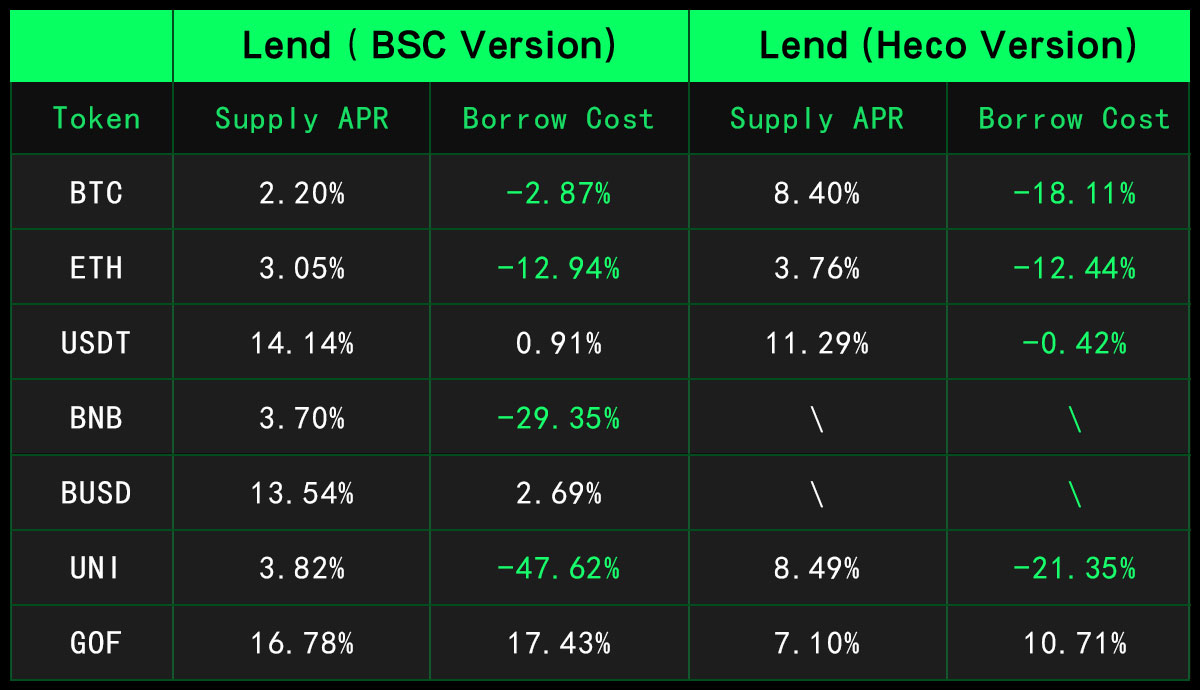 Lend ( BSC Version) Lend (Heco Version)
Token Supply APR Borrow Cost Supply APR Borrow Cost
BTC 2.20% -2.87% 8.40% -18.11%
ETH 3.05% -12.94% 3.76% -12.44%
USDT 14.14% 0.91% 11.29% -0.42%
BNB 3.70% -29.35% \ \
BUSD 13.54% 2.69% \ \
UNI 3.82% -47.62% 8.49% -21.35%
GOF 16.78% 17.43% 7.10% 10.71%